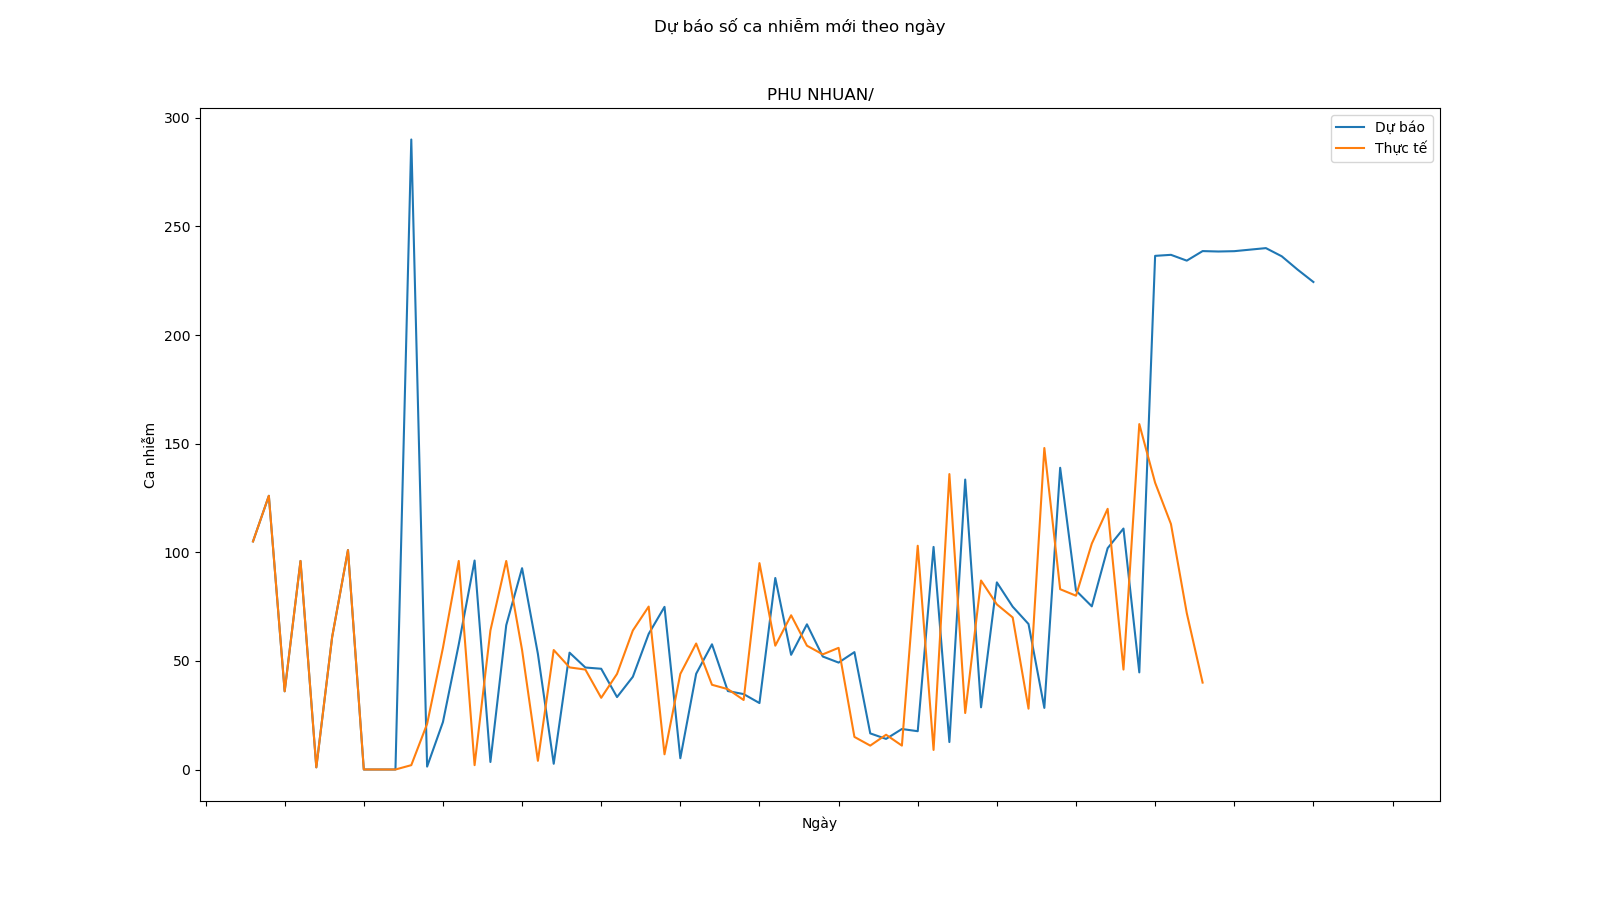 Dự báo số ca nhiễm mới theo ngày
PHU NHUAN/
300
250
200
150
100
50
0
Ca nhiễm
Ngày
Dự báo
Thực tế